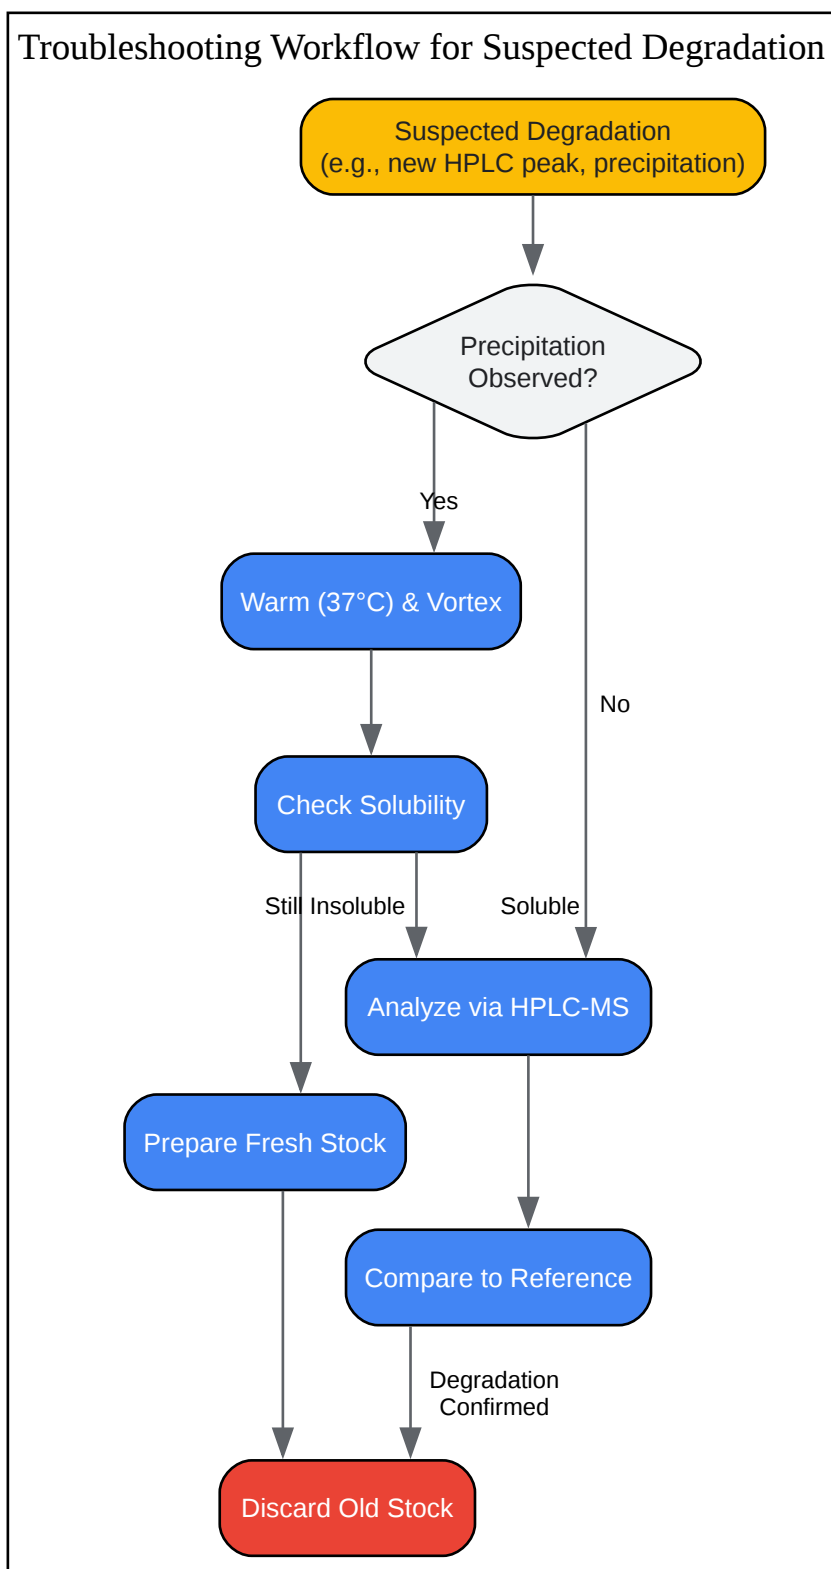 Troubleshooting Workflow for Suspected Degradation
Suspected Degradation
(e.g., new HPLC peak, precipitation)
Precipitation
Observed?
Yes
Warm (37°C) & Vortex
No
Check Solubility
Still Insoluble
Soluble
Analyze via HPLC-MS
Prepare Fresh Stock
Compare to Reference
Degradation
Confirmed
Discard Old Stock